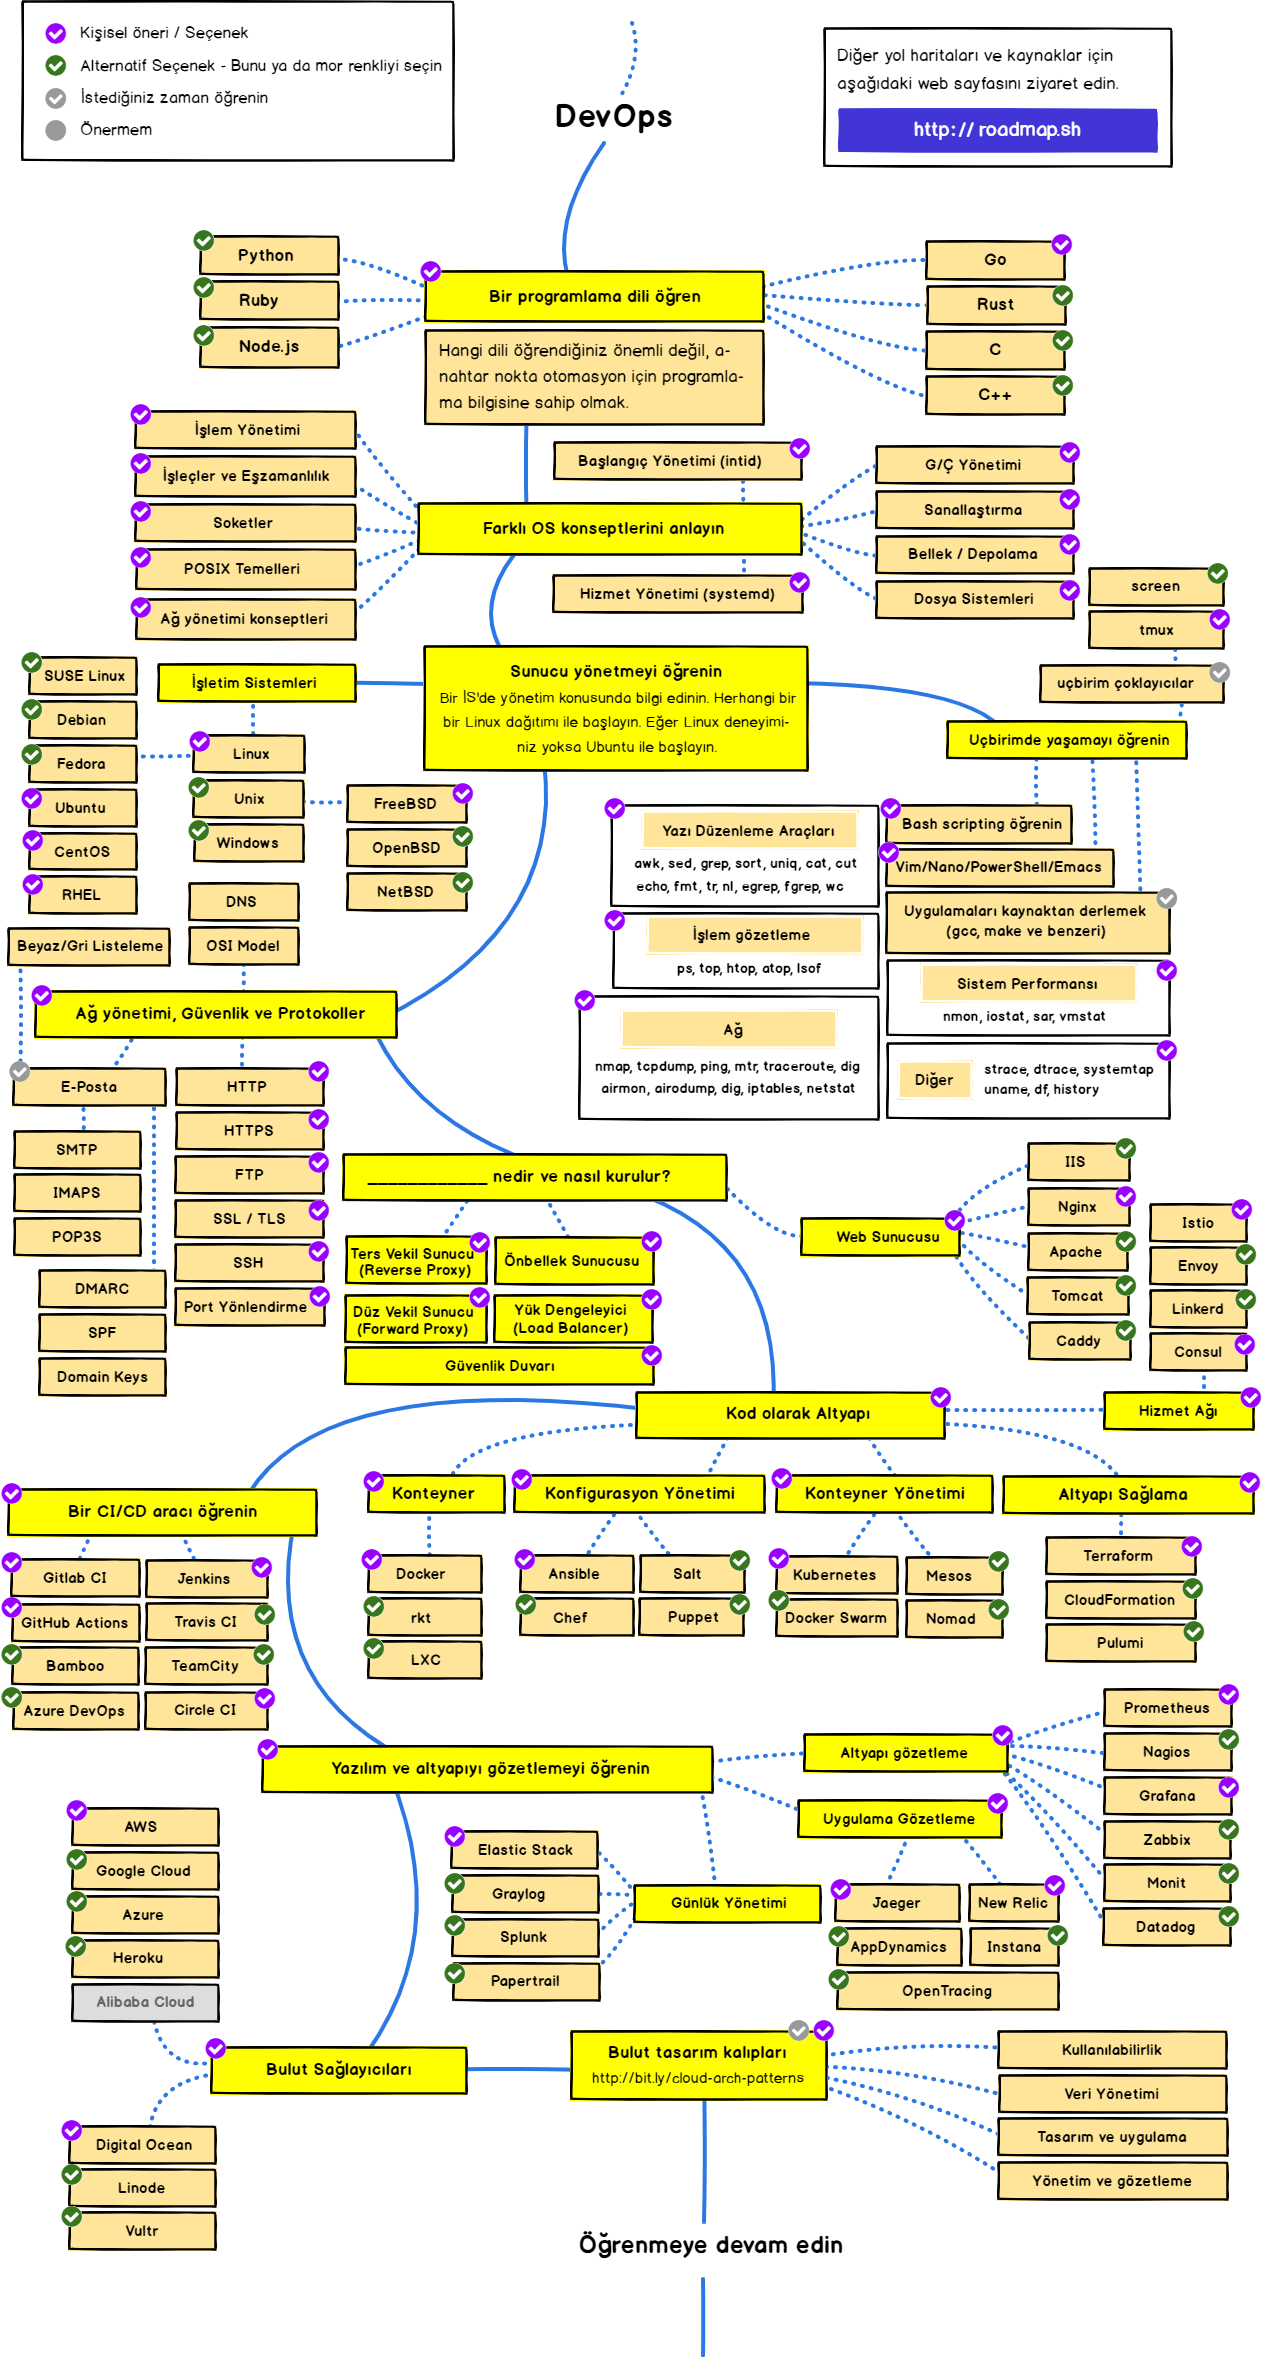 Kişisel öneri / Seçenek
Alternatif Seçenek - Bunu ya da mor renkliyi seçin
İstediğiniz zaman öğrenin
Önermem
Diğer yol haritaları ve kaynaklar için
aşağıdaki web sayfasını ziyaret edin.
http: // roadmap.sh
DevOps
Python
Ruby
Node.js
Bir programlama dili öğren
Hangi dili öğrendiğiniz önemli değil, a-
nahtar nokta otomasyon için programla-
ma bilgisine sahip olmak.
Go
Rust
C
C++
İşlem Yönetimi
İşleçler ve Eşzamanlılık
Soketler
POSIX Temelleri
Ağ yönetimi konseptleri
Başlangıç Yönetimi (intid)
Farklı OS konseptlerini anlayın
Hizmet Yönetimi (systemd)
G/Ç Yönetimi
Sanallaştırma
Bellek / Depolama
Dosya Sistemleri
screen
tmux
uçbirim çoklayıcılar
Uçbirimde yaşamayı öğrenin
Sunucu yönetmeyi öğrenin
Bir İS'de yönetim konusunda bilgi edinin. Herhangi bir
bir Linux dağıtımı ile başlayın. Eğer Linux deneyimi-
niz yoksa Ubuntu ile başlayın.
İşletim Sistemleri
SUSE Linux
Debian
Fedora
Ubuntu
CentOS
RHEL
Linux
Unix
Windows
FreeBSD
OpenBSD
NetBSD
Yazı Düzenleme Araçları
awk, sed, grep, sort, uniq, cat, cut
echo, fmt, tr, nl, egrep, fgrep, wc
İşlem gözetleme
ps, top, htop, atop, lsof
Ağ
nmap, tcpdump, ping, mtr, traceroute, dig
airmon, airodump, dig, iptables, netstat
Bash scripting öğrenin
Vim/Nano/PowerShell/Emacs
Uygulamaları kaynaktan derlemek
(gcc, make ve benzeri)
Sistem Performansı
nmon, iostat, sar, vmstat
Diğer
strace, dtrace, systemtap
uname, df, history
DNS
OSI Model
Beyaz/Gri Listeleme
Ağ yönetimi, Güvenlik ve Protokoller
E-Posta
SMTP
IMAPS
POP3S
DMARC
SPF
Domain Keys
HTTP
HTTPS
FTP
SSL / TLS
SSH
Port Yönlendirme
____________ nedir ve nasıl kurulur?
Ters Vekil Sunucu
(Reverse Proxy)
Önbellek Sunucusu
Düz Vekil Sunucu
(Forward Proxy)
Yük Dengeleyici
(Load Balancer)
Güvenlik Duvarı
Web Sunucusu
IIS
Nginx
Apache
Tomcat
Caddy
Istio
Envoy
Linkerd
Consul
Hizmet Ağı
Kod olarak Altyapı
Konteyner
Docker
rkt
LXC
Konfigurasyon Yönetimi
Ansible
Salt
Chef
Puppet
Konteyner Yönetimi
Kubernetes
Mesos
Docker Swarm
Nomad
Altyapı Sağlama
Terraform
CloudFormation
Pulumi
Bir CI/CD aracı öğrenin
Gitlab CI
Jenkins
GitHub Actions
Travis CI
Bamboo
TeamCity
Azure DevOps
Circle CI
Yazılım ve altyapıyı gözetlemeyi öğrenin
Altyapı gözetleme
Prometheus
Nagios
Grafana
Zabbix
Monit
Datadog
Uygulama Gözetleme
Jaeger
New Relic
AppDynamics
Instana
OpenTracing
Günlük Yönetimi
Elastic Stack
Graylog
Splunk
Papertrail
AWS
Google Cloud
Azure
Heroku
Alibaba Cloud
Bulut Sağlayıcıları
Digital Ocean
Linode
Vultr
Bulut tasarım kalıpları
http://bit.ly/cloud-arch-patterns
Kullanılabilirlik
Veri Yönetimi
Tasarım ve uygulama
Yönetim ve gözetleme
Öğrenmeye devam edin